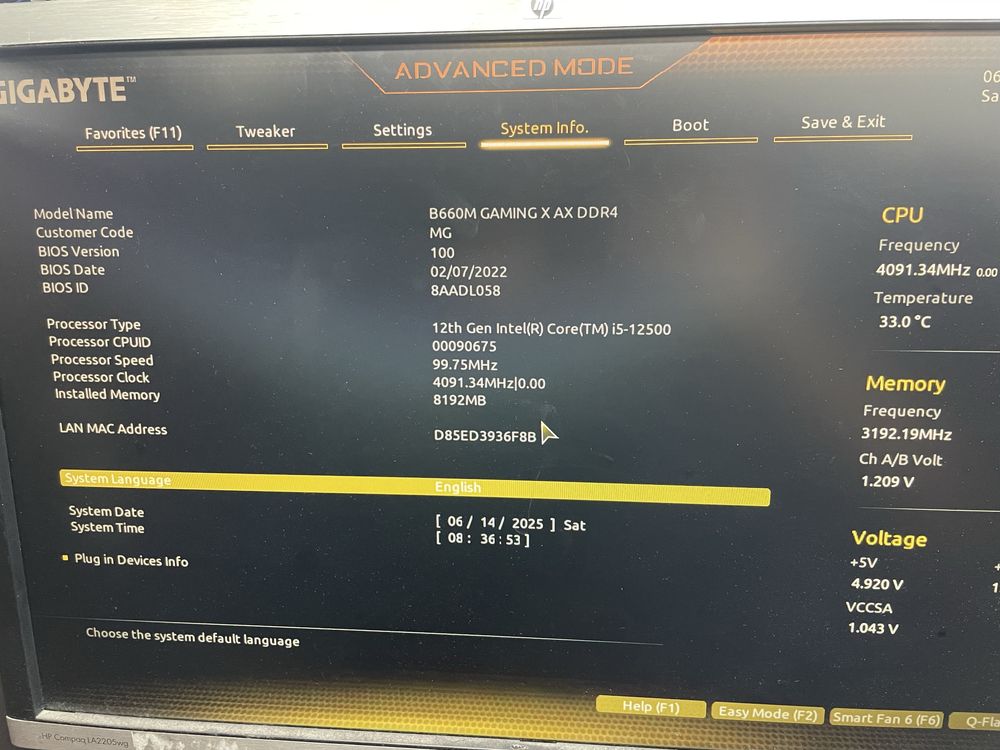 hp
GIGABYTE™
ADVANCED MODE
06
Sa
Favorites (F11)
Tweaker
Settings
System Info.
Boot
Save & Exit
Model Name B660M GAMING X AX DDR4
Customer Code MG
BIOS Version 100
BIOS Date 02/07/2022
BIOS ID 8AADL058
Processor Type 12th Gen Intel(R) Core(TM) i5-12500
Processor CPUID 00090675
Processor Speed 99.75MHz
Processor Clock 4091.34MHz|0.00
Installed Memory 8192MB
LAN MAC Address D85ED3936F8B
System Language English
System Date [ 06 / 14 / 2025 ] Sat
System Time [ 08 : 36 : 53 ]
Plug in Devices Info
Choose the system default language
CPU
Frequency
4091.34MHz 0.00
Temperature
33.0 °C
Memory
Frequency
3192.19MHz
Ch A/B Volt
1.209 V
Voltage
+5V
4.920 V
VCCSA
1.043 V
Help (F1)
Easy Mode (F2)
Smart Fan 6 (F6)
Q-Fla
HP Compaq LA2205wg